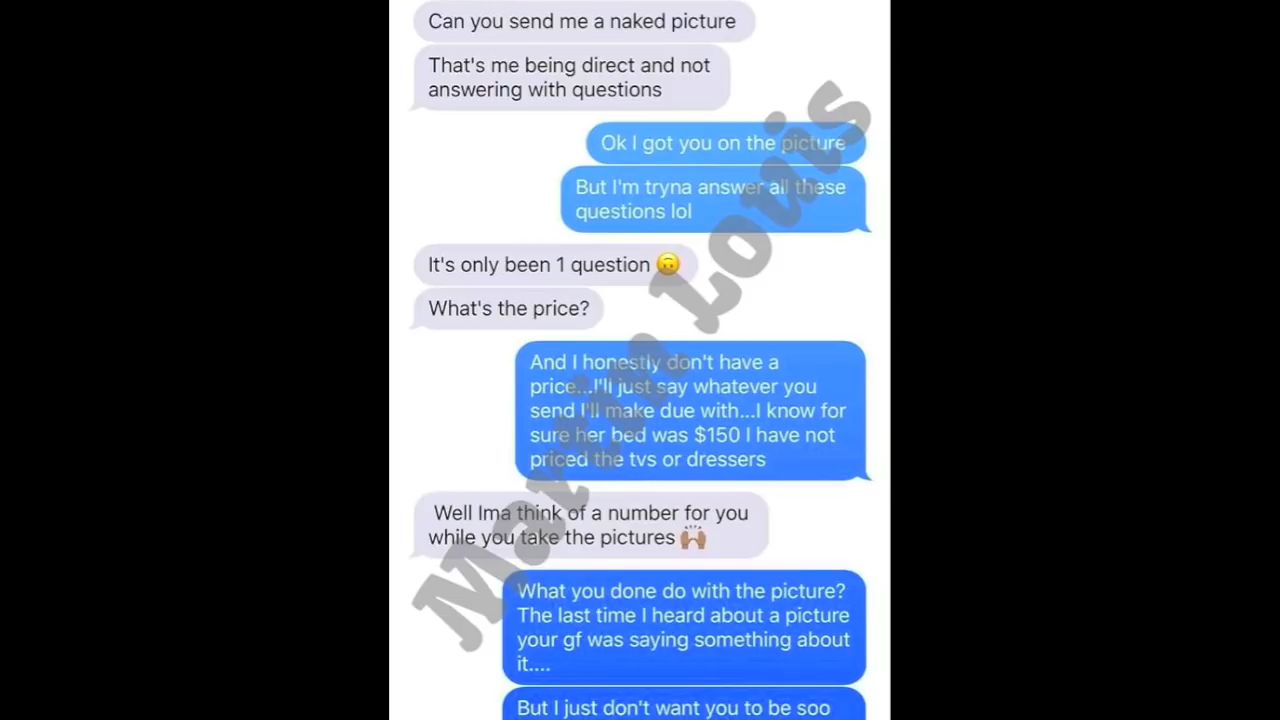 Can you send me a naked picture
That's me being direct and not
answering with questions
Ok I got you on the picture
But I'm tryna answer all these
questions lol
It's only been 1 question 🙃
What's the price?
And I honestly don't have a
price...I'll just say whatever you
send I'll make due with...I know for
sure her bed was $150 I have not
priced the tvs or dressers
Well Ima think of a number for you
while you take the pictures 🙌🏽
What you done do with the picture?
The last time I heard about a picture
your gf was saying something about
it....
But I just don't want you to be soo
Martin Louis